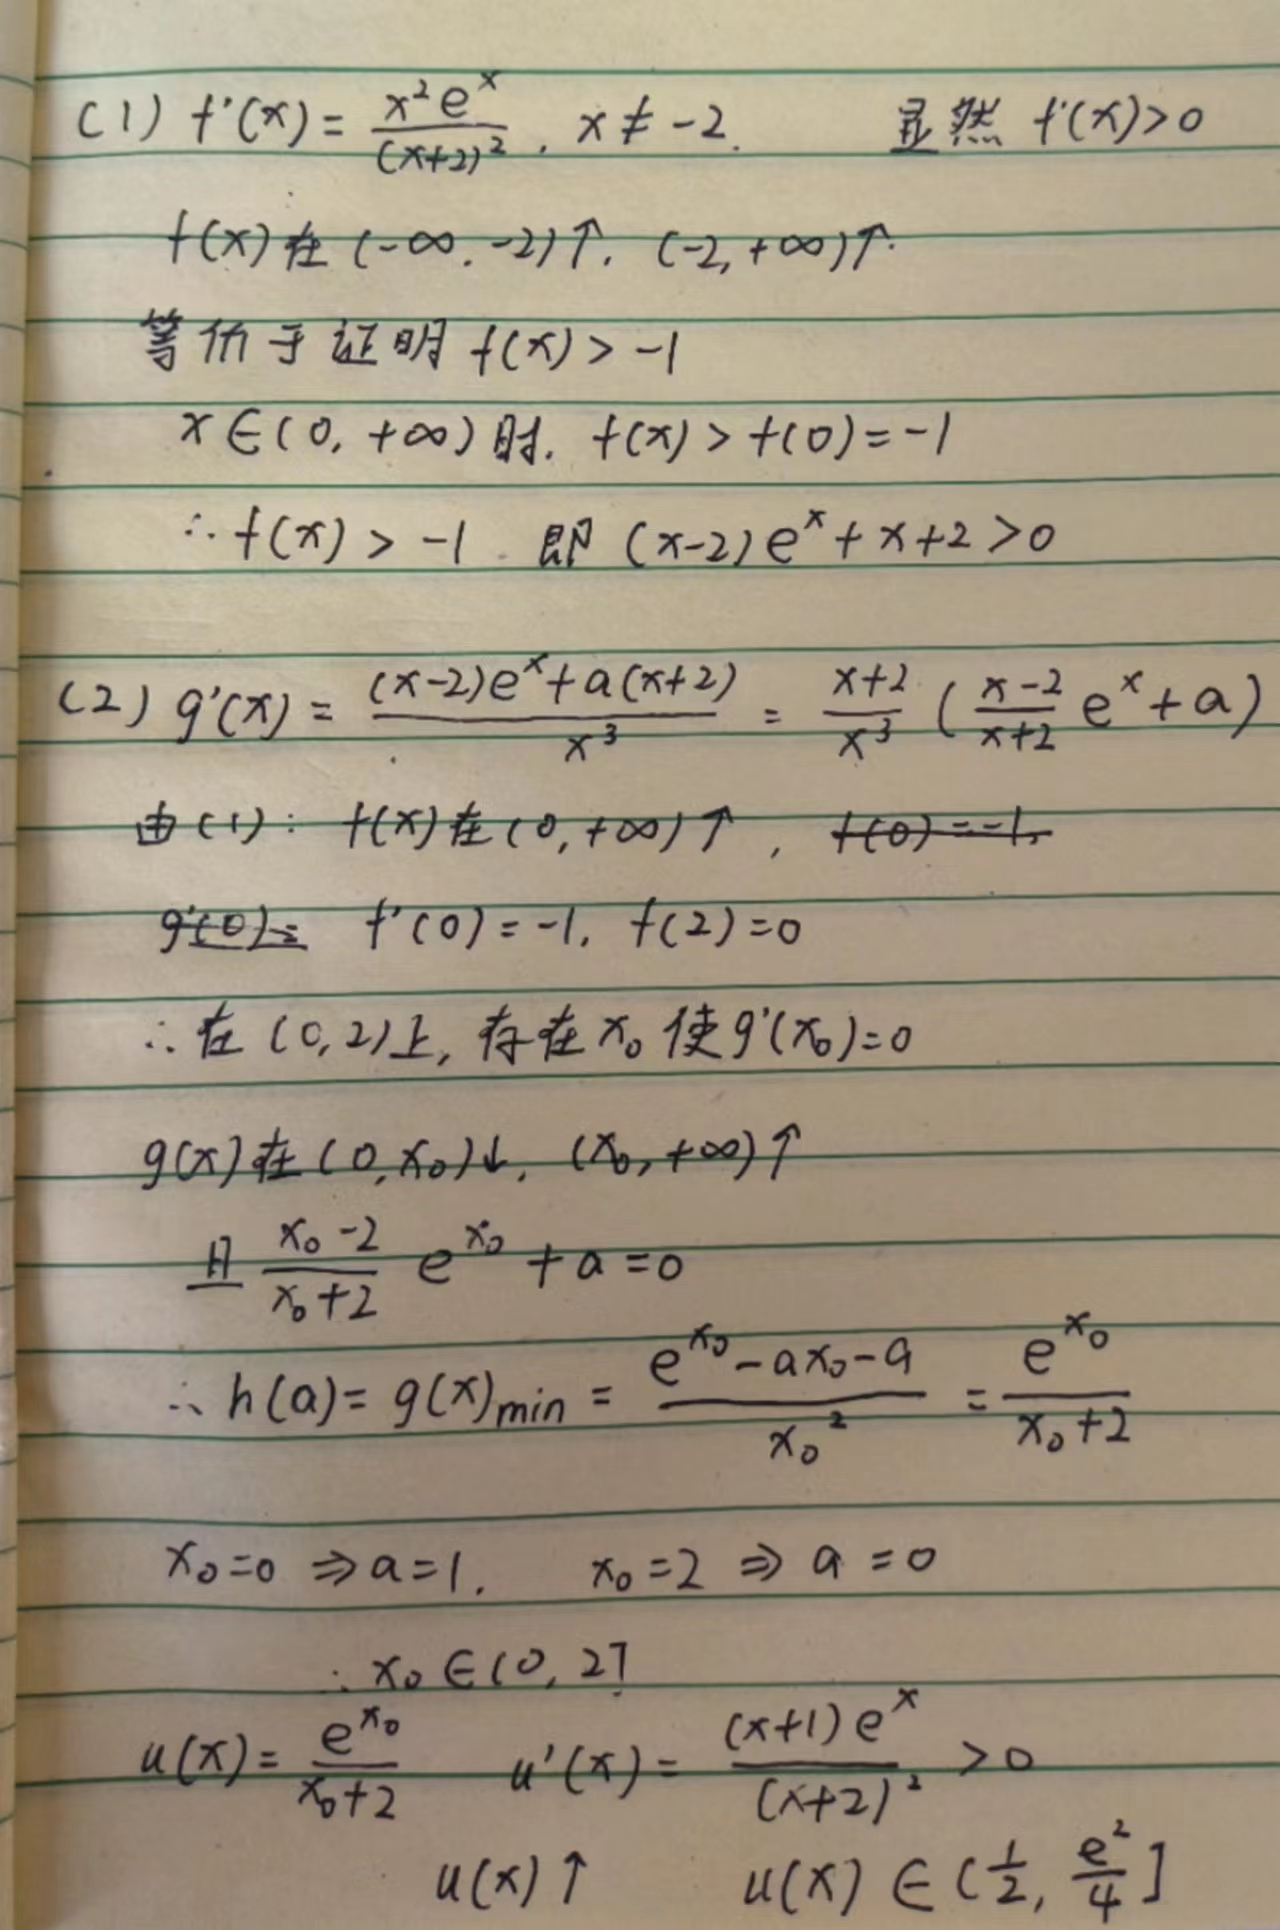 (1) f'(x) = x²eˣ/(x+2)² , x ≠ -2. 显然 f'(x)>0
f(x) 在 (-∞, -2)↑, (-2, +∞)↑.
等价于证明 f(x) > -1
x∈(0, +∞) 时, f(x) > f(0) = -1
∴ f(x) > -1 即 (x-2)eˣ + x+2 > 0
(2) g'(x) = ((x-2)eˣ + a(x+2))/x³ = (x+2)/x³ ((x-2)/(x+2) eˣ + a)
由(1): f(x) 在 (0, +∞)↑ , f(0) = -1.
g'(0)= f'(0) = -1, f(2) = 0
∴ 在 (0,2)上, 存在 x₀ 使 g'(x₀) = 0
g(x) 在 (0, x₀)↓, (x₀, +∞)↑
且 (x₀-2)/(x₀+2) e^(x₀) + a = 0
∴ h(a) = g(x)min = (e^(x₀) - ax₀ - a)/x₀² = e^(x₀)/(x₀+2)
x₀=0 ⇒ a=1. x₀=2 ⇒ a=0
∴ x₀ ∈ (0, 2]
u(x) = e^(x₀)/(x₀+2) u'(x) = (x+1)eˣ/(x+2)² > 0
u(x)↑ u(x) ∈ (1/2, e²/4]